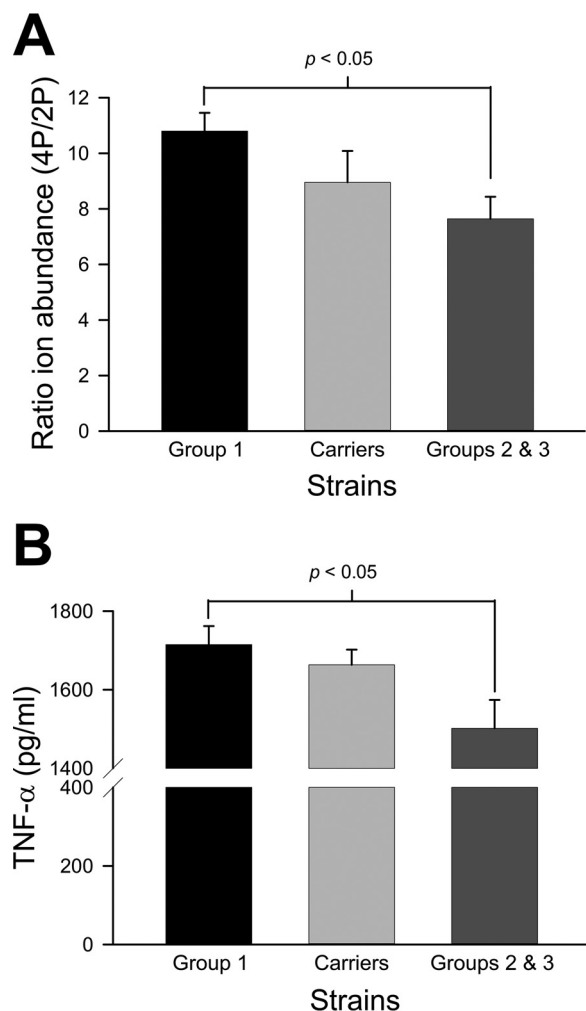 A
p < 0.05
Ratio ion abundance (4P/2P)
12
10
8
6
4
2
0
Group 1 Carriers Groups 2 & 3
Strains
B
p < 0.05
TNF-α (pg/ml)
1800
1600
1400
400
200
0
Group 1 Carriers Groups 2 & 3
Strains